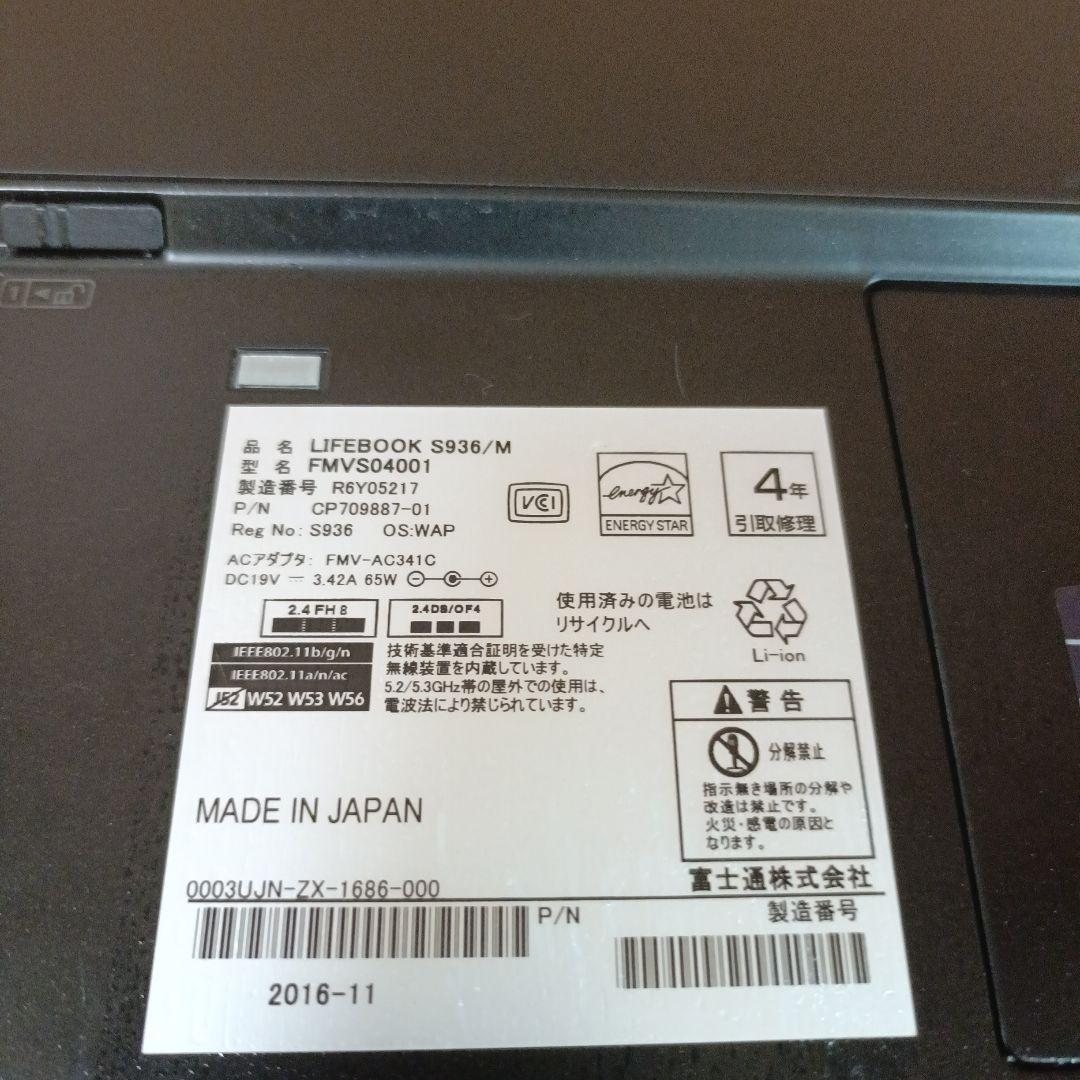 品 名 LIFEBOOK S936/M
型 名 FMVS04001
製造番号 R6Y05217
P/N CP709887-01
Reg No: S936 OS:WAP
ACアダプタ: FMV-AC341C
DC19V 3.42A 65W
VCCI
energy
ENERGY STAR
4年
引取修理
2.4 FH 8
2.4DS/OF4
IEEE802.11b/g/n
IEEE802.11a/n/ac
J52 W52 W53 W56
技術基準適合証明を受けた特定
無線装置を内蔵しています。
5.2/5.3GHz帯の屋外での使用は、
電波法により禁じられています。
使用済みの電池は
リサイクルへ
Li-ion
警告
分解禁止
指示無き場所の分解や
改造は禁止です。
火災・感電の原因と
なります。
MADE IN JAPAN
富士通株式会社
0003UJN-ZX-1686-000
P/N
製造番号
2016-11